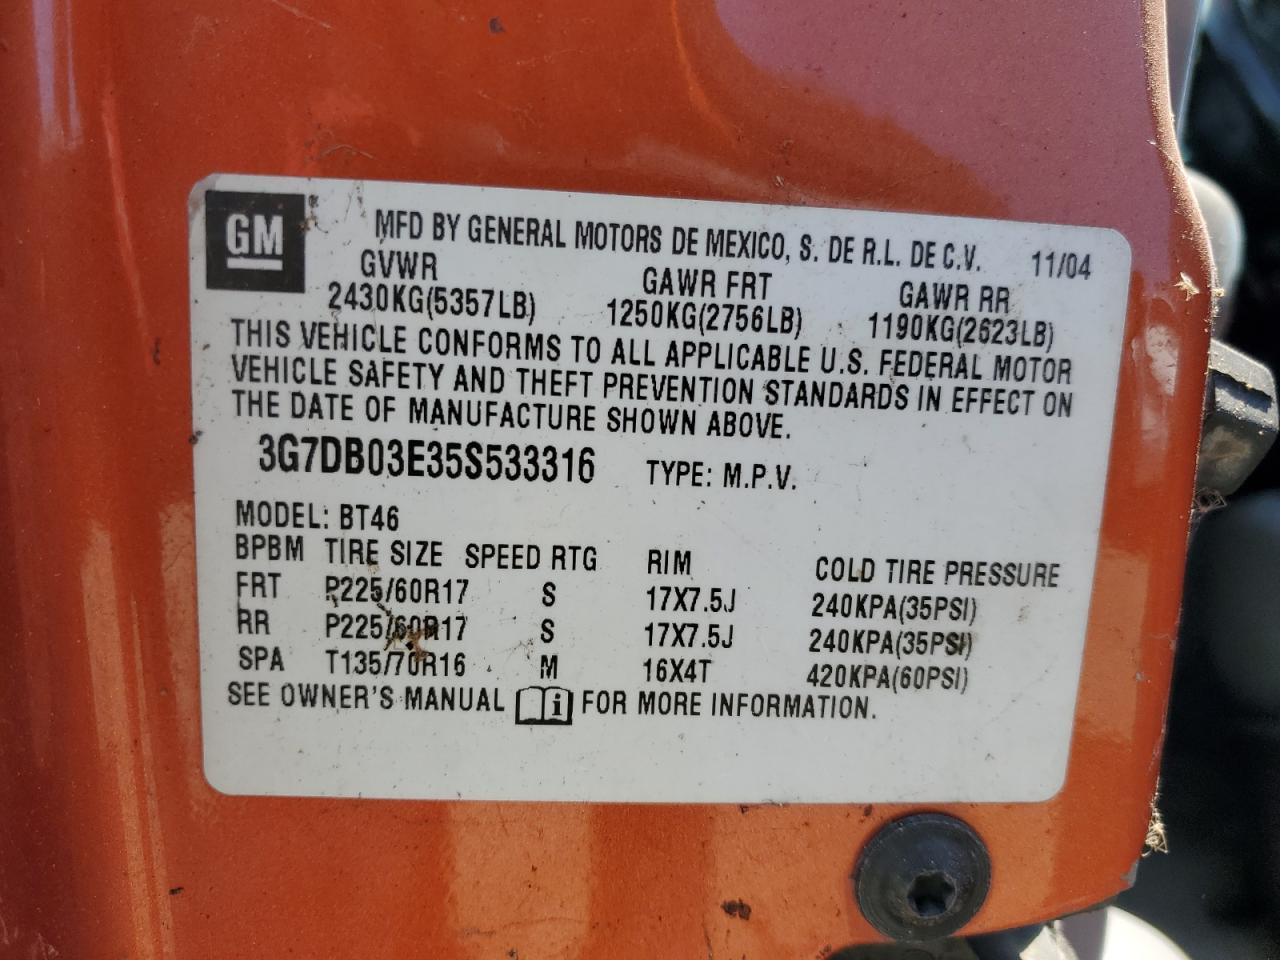 GM MFD BY GENERAL MOTORS DE MEXICO, S. DE R.L. DE C.V. 11/04
GVWR GAWR FRT GAWR RR
2430KG(5357LB) 1250KG(2756LB) 1190KG(2623LB)
THIS VEHICLE CONFORMS TO ALL APPLICABLE U.S. FEDERAL MOTOR
VEHICLE SAFETY AND THEFT PREVENTION STANDARDS IN EFFECT ON
THE DATE OF MANUFACTURE SHOWN ABOVE.
3G7DB03E35S533316 TYPE: M.P.V.
MODEL: BT46
BPBM TIRE SIZE SPEED RTG RIM COLD TIRE PRESSURE
FRT P225/60R17 S 17X7.5J 240KPA(35PSI)
RR P225/60R17 S 17X7.5J 240KPA(35PSI)
SPA T135/70R16 M 16X4T 420KPA(60PSI)
SEE OWNER'S MANUAL i FOR MORE INFORMATION.